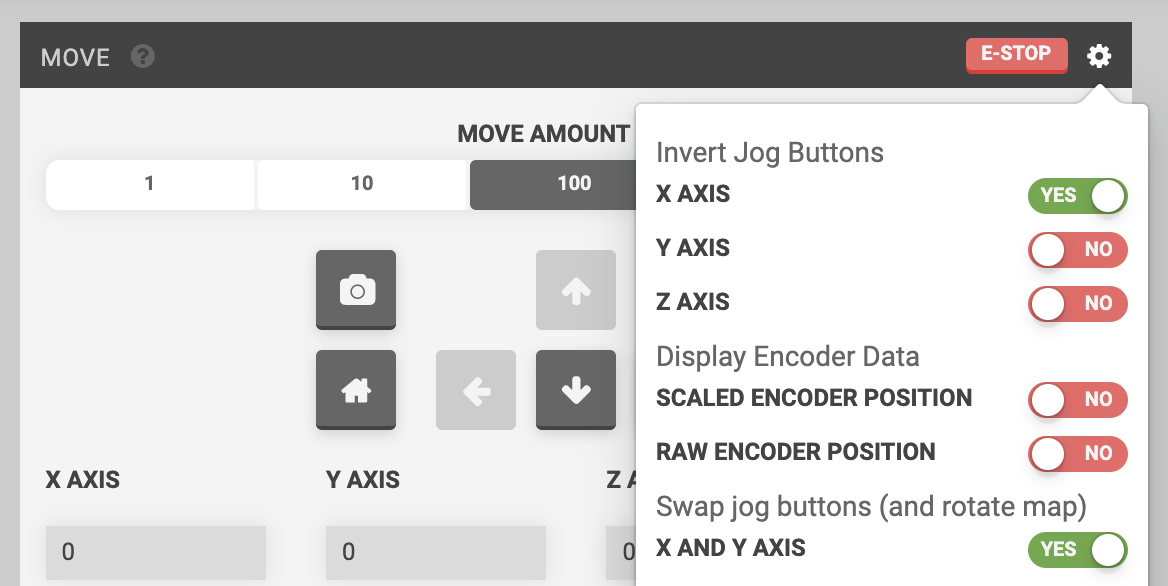 MOVE ?
E-STOP
MOVE AMOUNT
1 10 100
Invert Jog Buttons
X AXIS YES
Y AXIS NO
Z AXIS NO
Display Encoder Data
SCALED ENCODER POSITION NO
RAW ENCODER POSITION NO
Swap jog buttons (and rotate map)
X AND Y AXIS YES
X AXIS Y AXIS Z
0 0 0